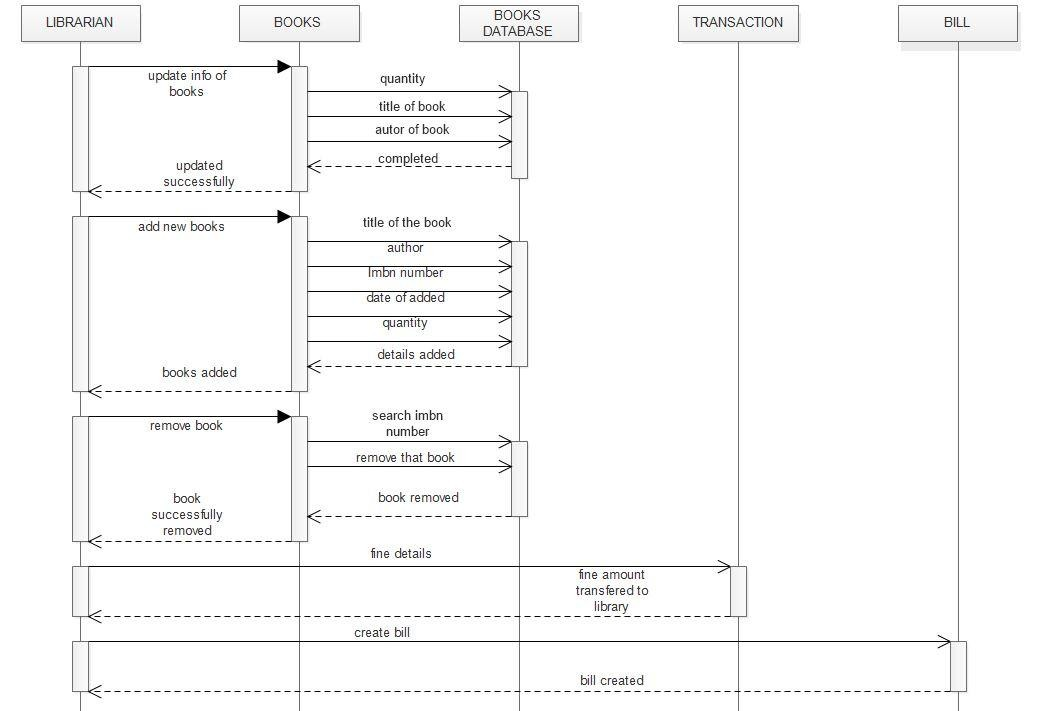 LIBRARIAN
BOOKS
BOOKS
DATABASE
TRANSACTION
BILL
update info of
books
quantity
title of book
autor of book
completed
updated
successfully
add new books
title of the book
author
Imbn number
date of added
quantity
details added
books added
remove book
search imbn
number
remove that book
book removed
book
successfully
removed
fine details
fine amount
transfered to
library
create bill
bill created